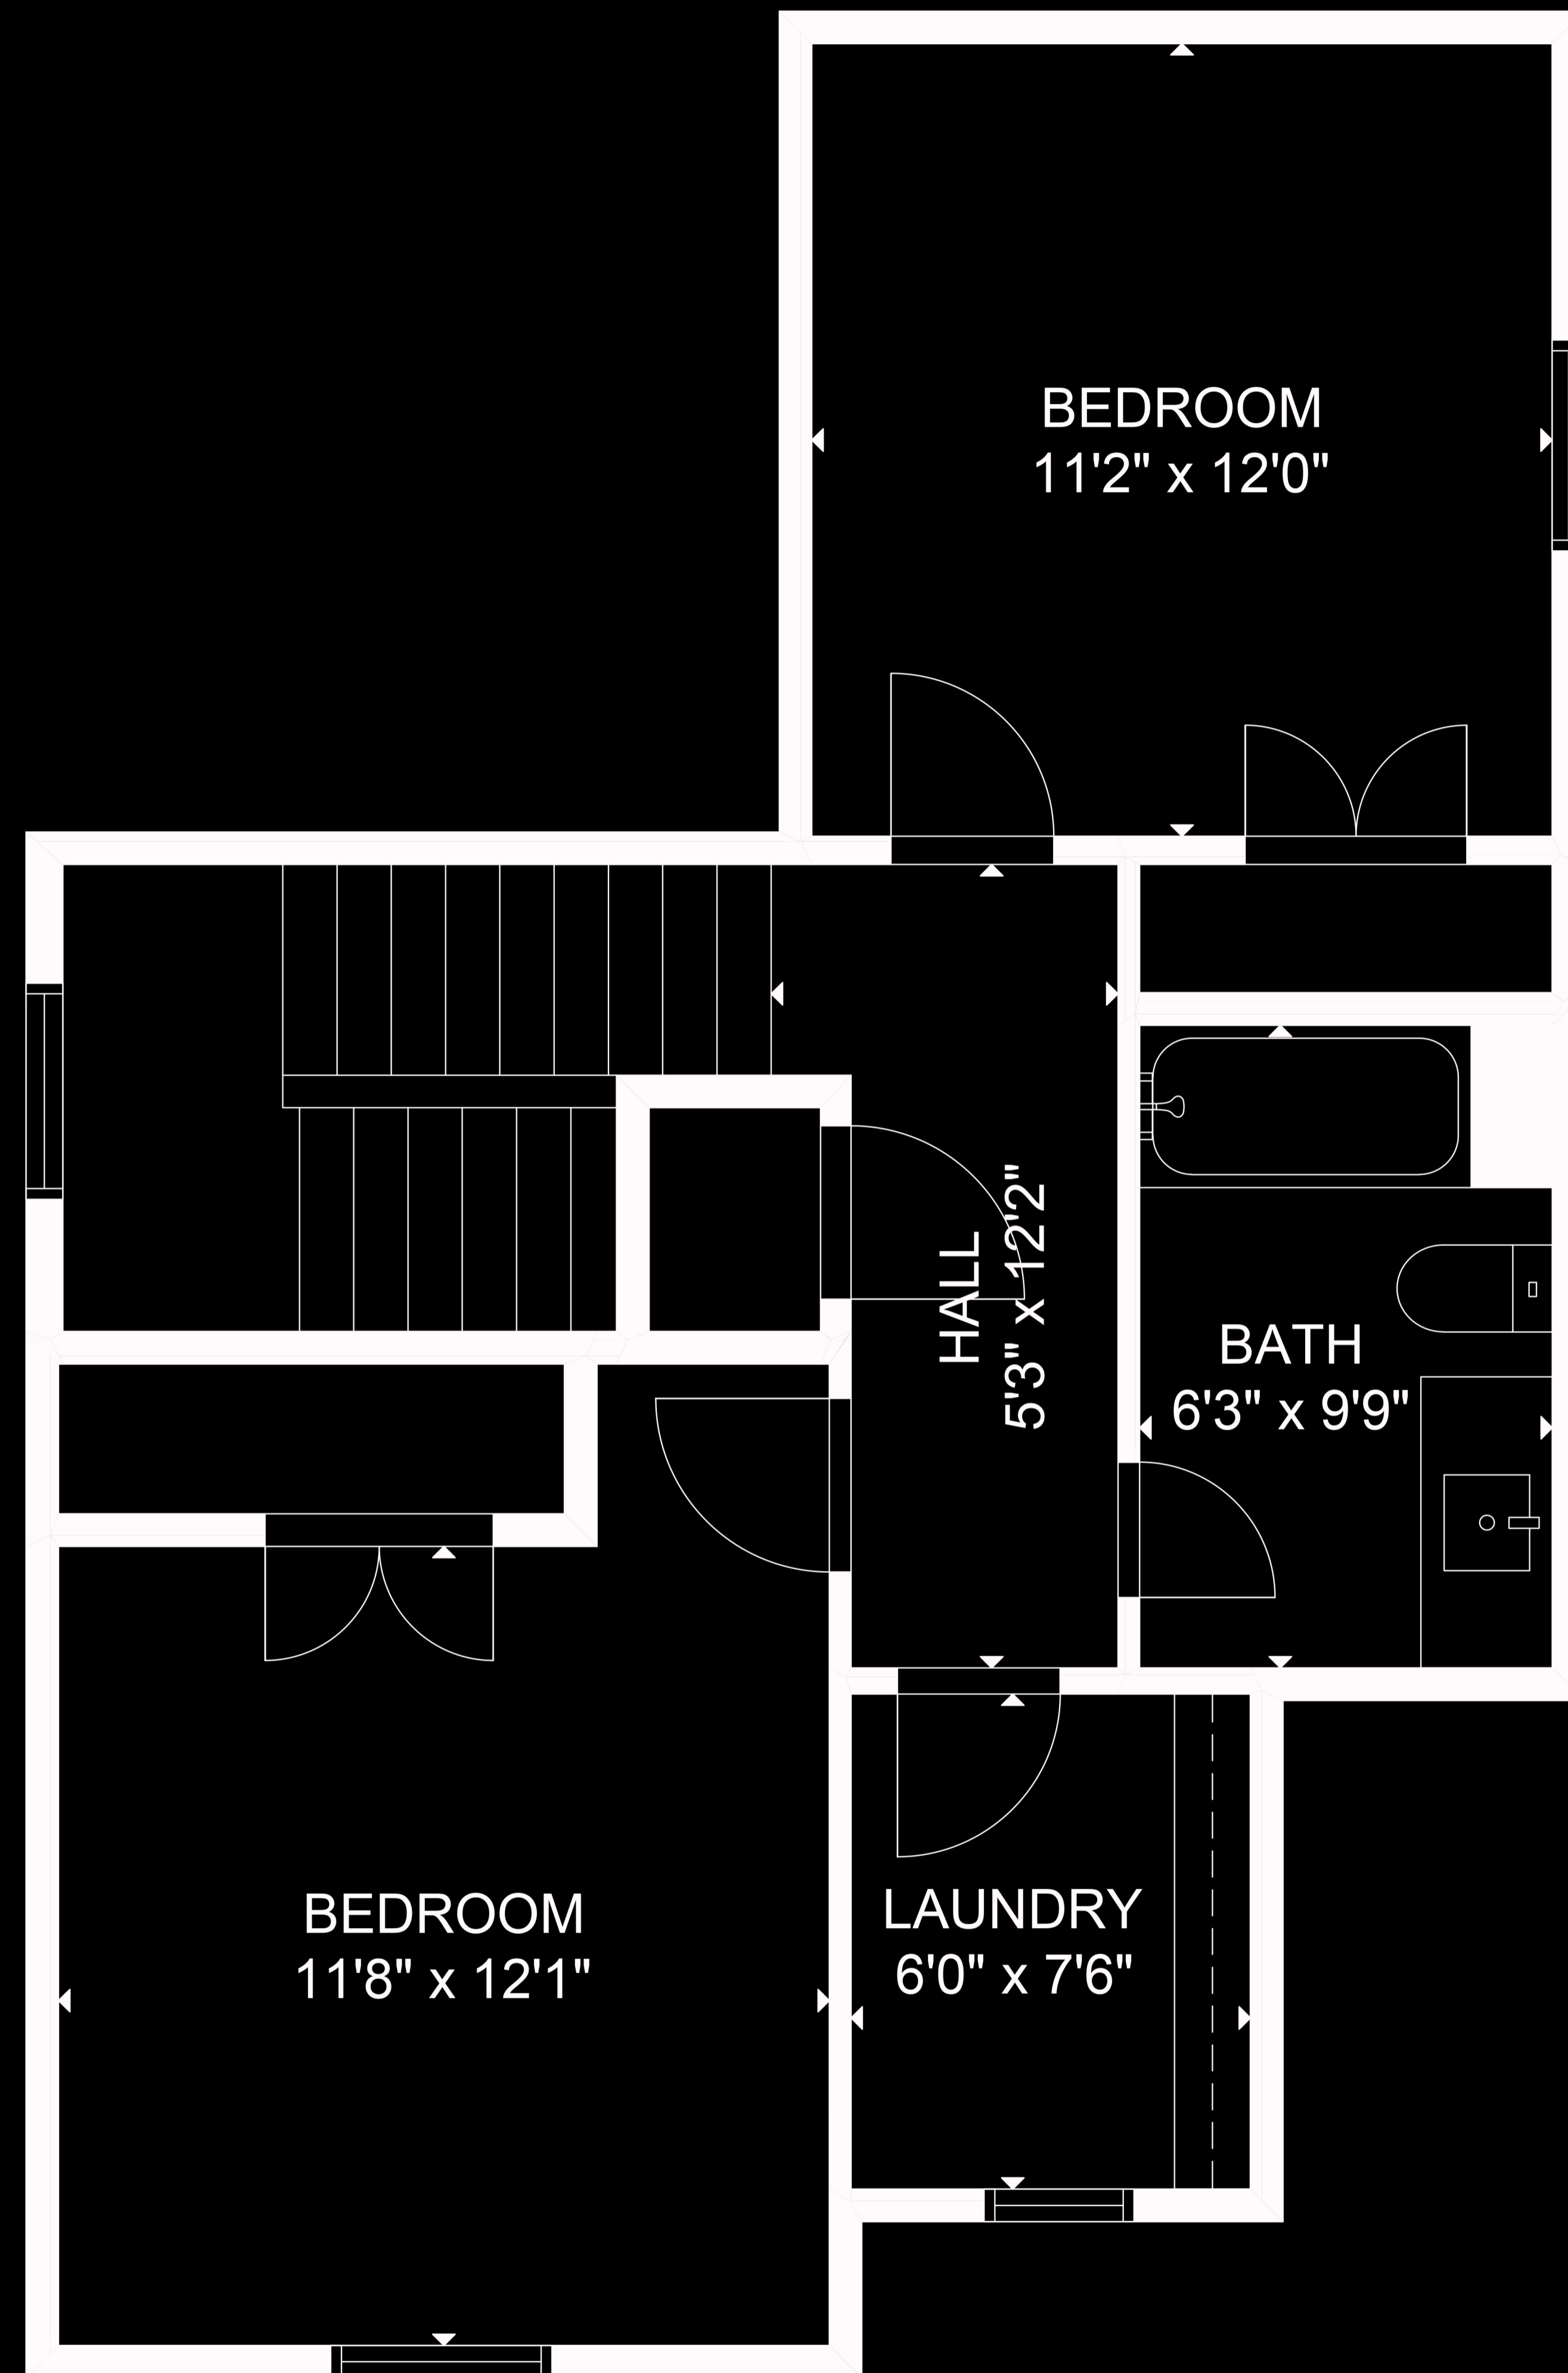 BEDROOM
11'2" x 12'0"
HALL
5'3" x 12'2"
BATH
6'3" x 9'9"
BEDROOM
11'8" x 12'1"
LAUNDRY
6'0" x 7'6"